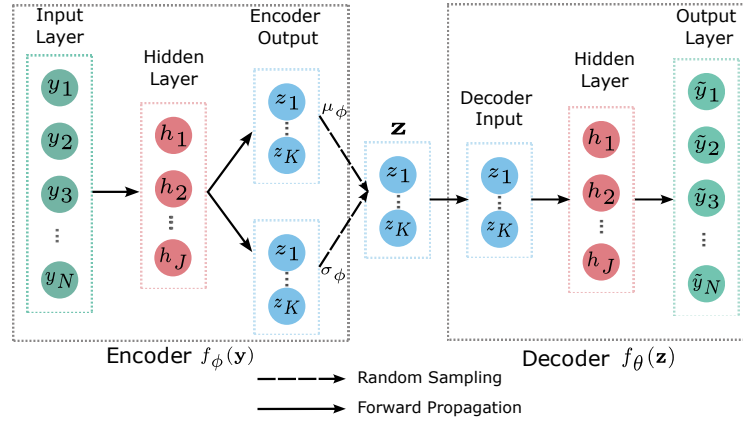 Input
Layer
y1
y2
y3
...
yN
Hidden
Layer
h1
h2
...
hJ
Encoder
Output
z1
zK
z1
zK
μϕ
σϕ
z
z1
zK
Decoder
Input
z1
zK
Hidden
Layer
h1
h2
...
hJ
Output
Layer
ỹ1
ỹ2
ỹ3
...
ỹN
Encoder fϕ(y)
Decoder fθ(z)
Random Sampling
Forward Propagation